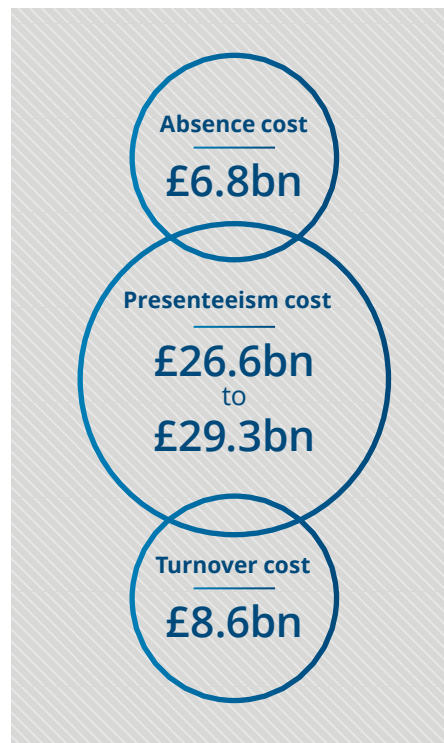 Absence cost
£6.8bn
Presenteeism cost
£26.6bn
to
£29.3bn
Turnover cost
£8.6bn